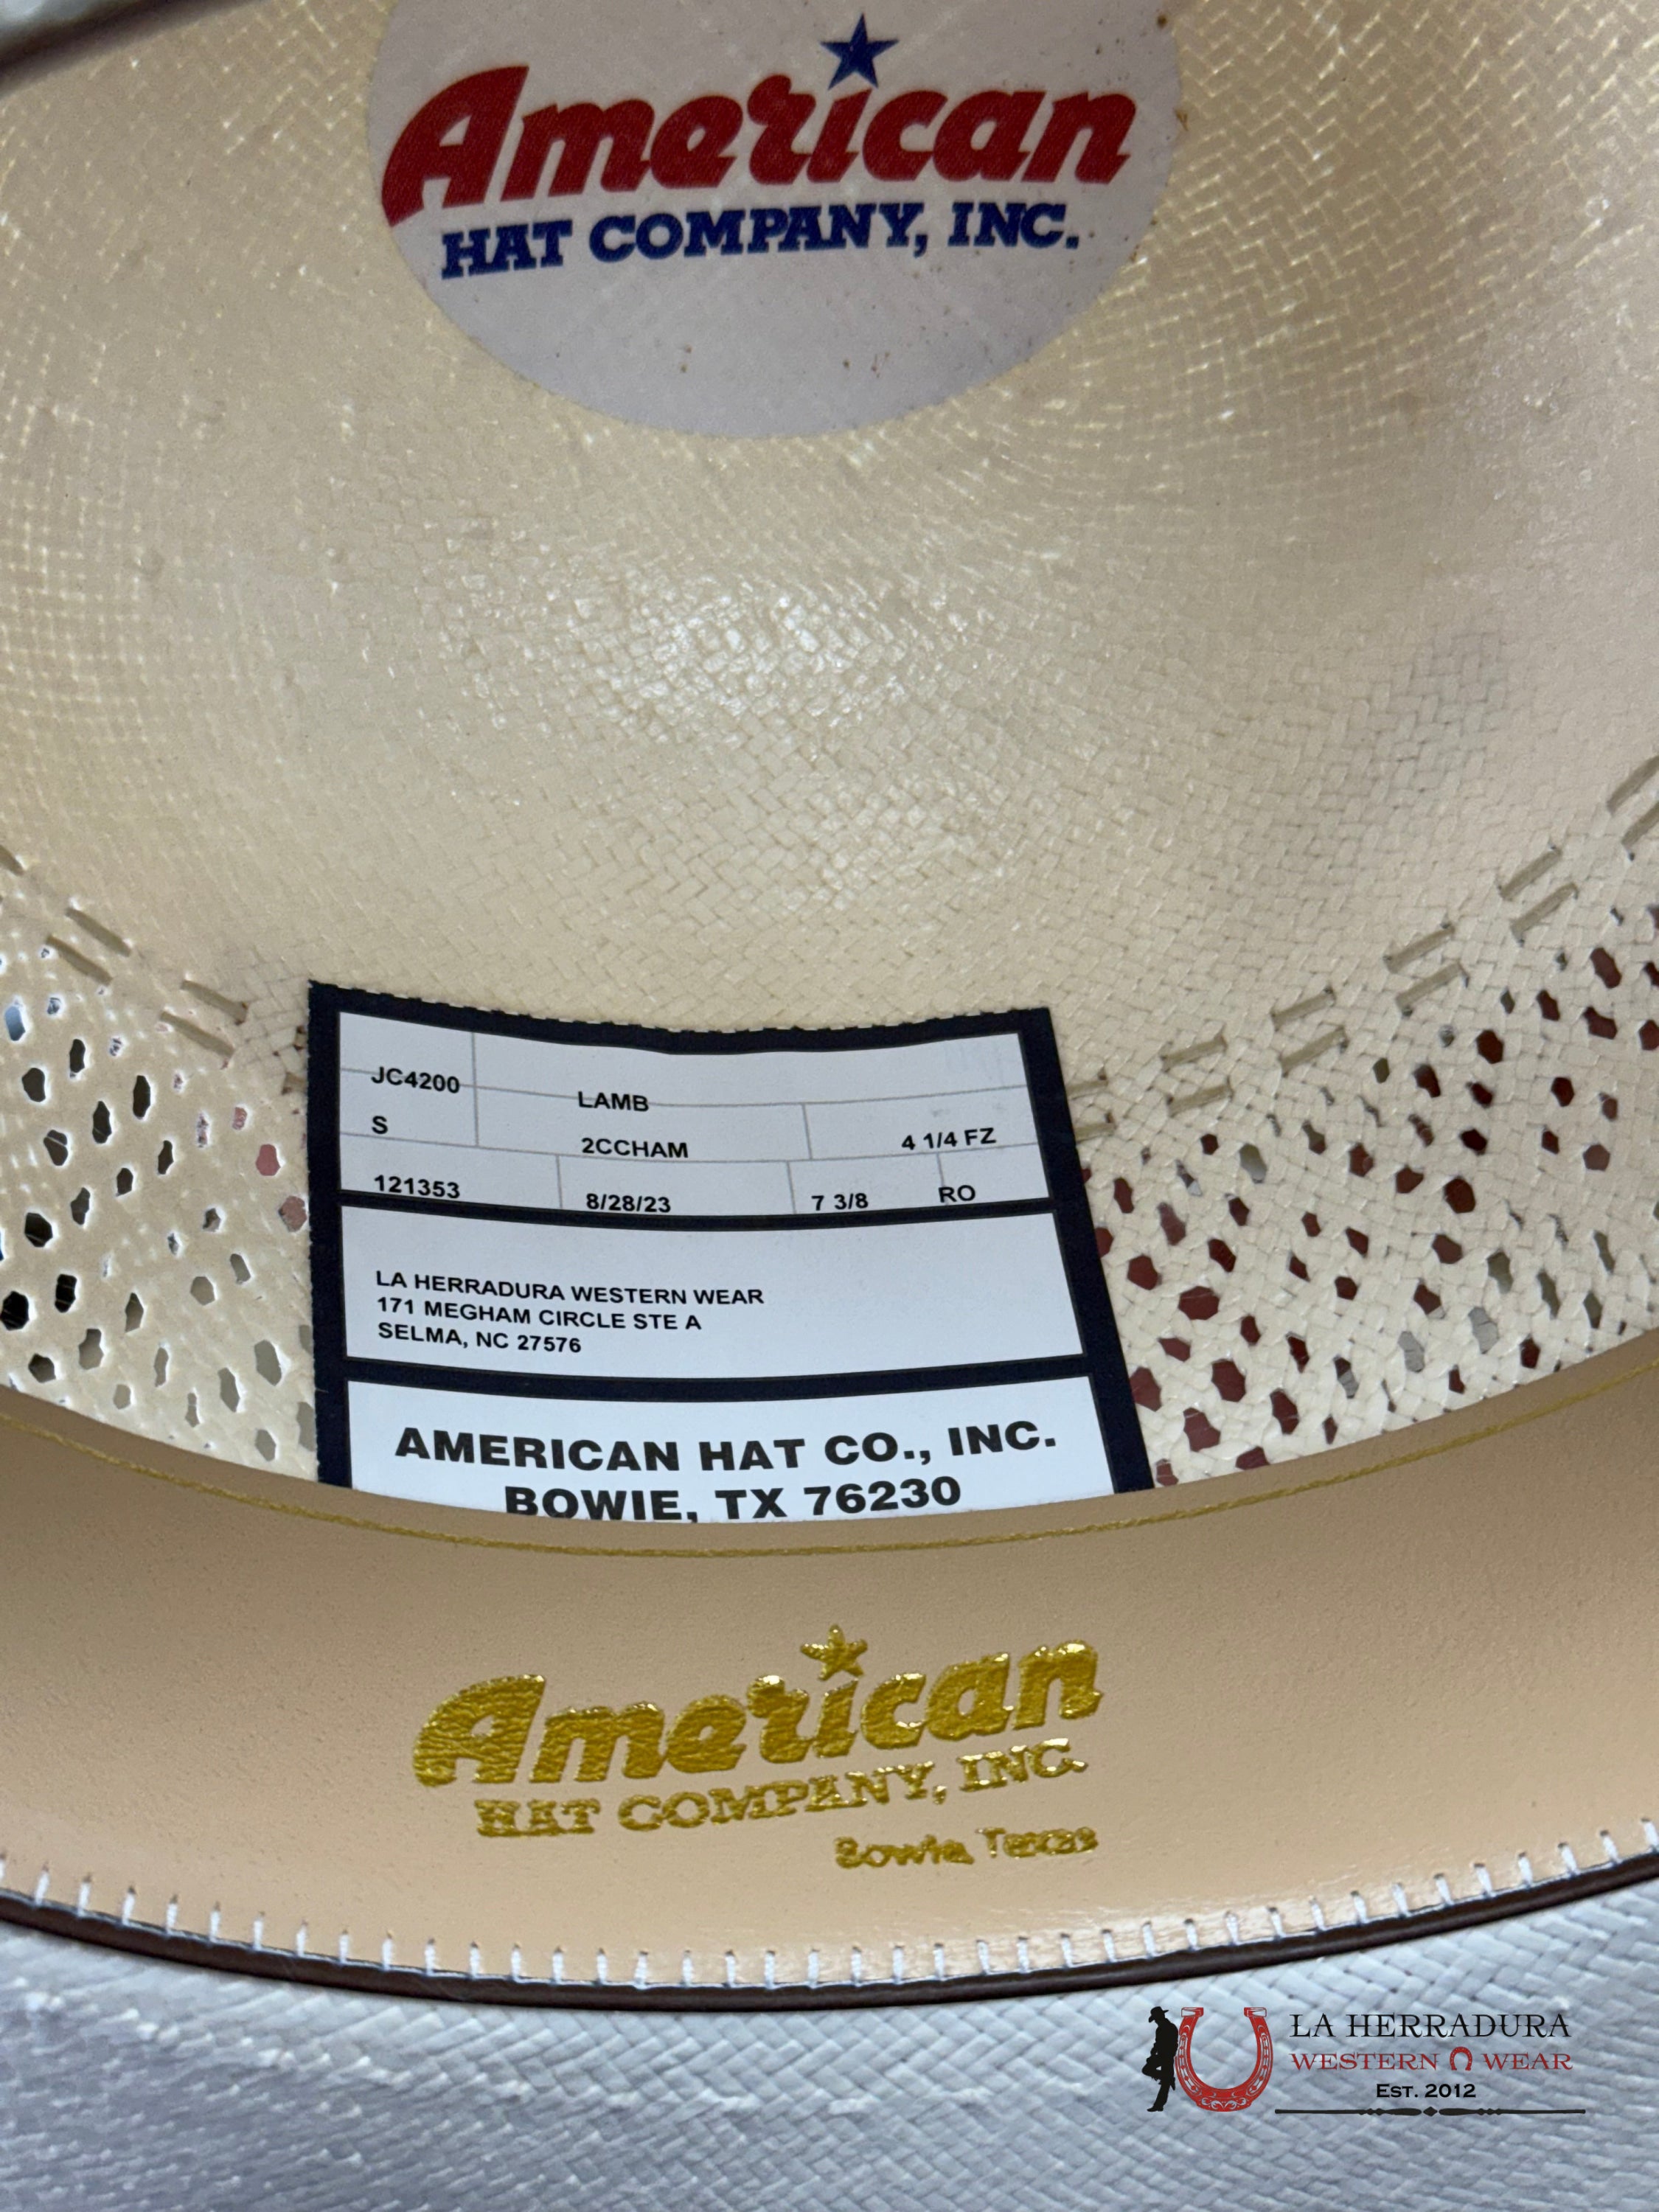 American
HAT COMPANY, INC.
JC4200
LAMB
S
2CCHAM
4 1/4 FZ
121353
8/28/23
7 3/8
RO
LA HERRADURA WESTERN WEAR
171 MEGHAM CIRCLE STE A
SELMA, NC 27576
AMERICAN HAT CO., INC.
BOWIE, TX 76230
American
HAT COMPANY, INC.
Bowie, Texas
LA HERRADURA
WESTERN WEAR
EST. 2012